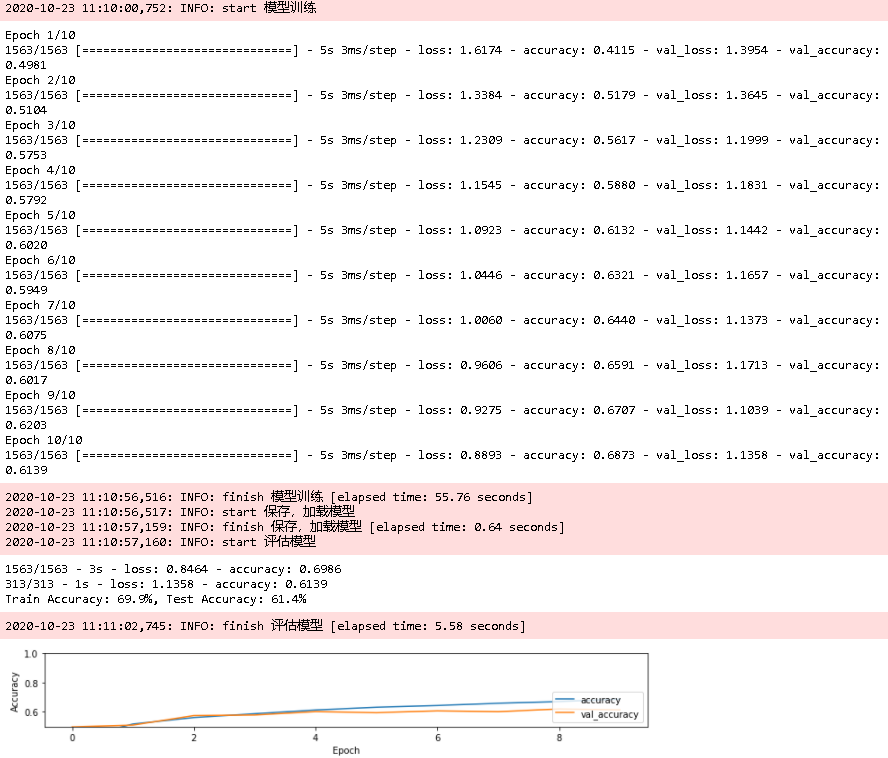 2020-10-23 11:10:00,752: INFO: start 模型训练
Epoch 1/10
1563/1563 [==============================] - 5s 3ms/step - loss: 1.6174 - accuracy: 0.4115 - val_loss: 1.3954 - val_accuracy:
0.4981
Epoch 2/10
1563/1563 [==============================] - 5s 3ms/step - loss: 1.3384 - accuracy: 0.5179 - val_loss: 1.3645 - val_accuracy:
0.5104
Epoch 3/10
1563/1563 [==============================] - 5s 3ms/step - loss: 1.2309 - accuracy: 0.5617 - val_loss: 1.1999 - val_accuracy:
0.5753
Epoch 4/10
1563/1563 [==============================] - 5s 3ms/step - loss: 1.1545 - accuracy: 0.5880 - val_loss: 1.1831 - val_accuracy:
0.5792
Epoch 5/10
1563/1563 [==============================] - 5s 3ms/step - loss: 1.0923 - accuracy: 0.6132 - val_loss: 1.1442 - val_accuracy:
0.6020
Epoch 6/10
1563/1563 [==============================] - 5s 3ms/step - loss: 1.0446 - accuracy: 0.6321 - val_loss: 1.1657 - val_accuracy:
0.5949
Epoch 7/10
1563/1563 [==============================] - 5s 3ms/step - loss: 1.0060 - accuracy: 0.6440 - val_loss: 1.1373 - val_accuracy:
0.6075
Epoch 8/10
1563/1563 [==============================] - 5s 3ms/step - loss: 0.9606 - accuracy: 0.6591 - val_loss: 1.1713 - val_accuracy:
0.6017
Epoch 9/10
1563/1563 [==============================] - 5s 3ms/step - loss: 0.9275 - accuracy: 0.6707 - val_loss: 1.1039 - val_accuracy:
0.6203
Epoch 10/10
1563/1563 [==============================] - 5s 3ms/step - loss: 0.8893 - accuracy: 0.6873 - val_loss: 1.1358 - val_accuracy:
0.6139
2020-10-23 11:10:56,516: INFO: finish 模型训练 [elapsed time: 55.76 seconds]
2020-10-23 11:10:56,517: INFO: start 保存，加载模型
2020-10-23 11:10:57,159: INFO: finish 保存，加载模型 [elapsed time: 0.64 seconds]
2020-10-23 11:10:57,160: INFO: start 评估模型
1563/1563 - 3s - loss: 0.8464 - accuracy: 0.6986
313/313 - 1s - loss: 1.1358 - accuracy: 0.6139
Train Accuracy: 69.9%, Test Accuracy: 61.4%
2020-10-23 11:11:02,745: INFO: finish 评估模型 [elapsed time: 5.58 seconds]
1.0
0.8
0.6
Accuracy
accuracy
val_accuracy
0 2 4 6 8
Epoch